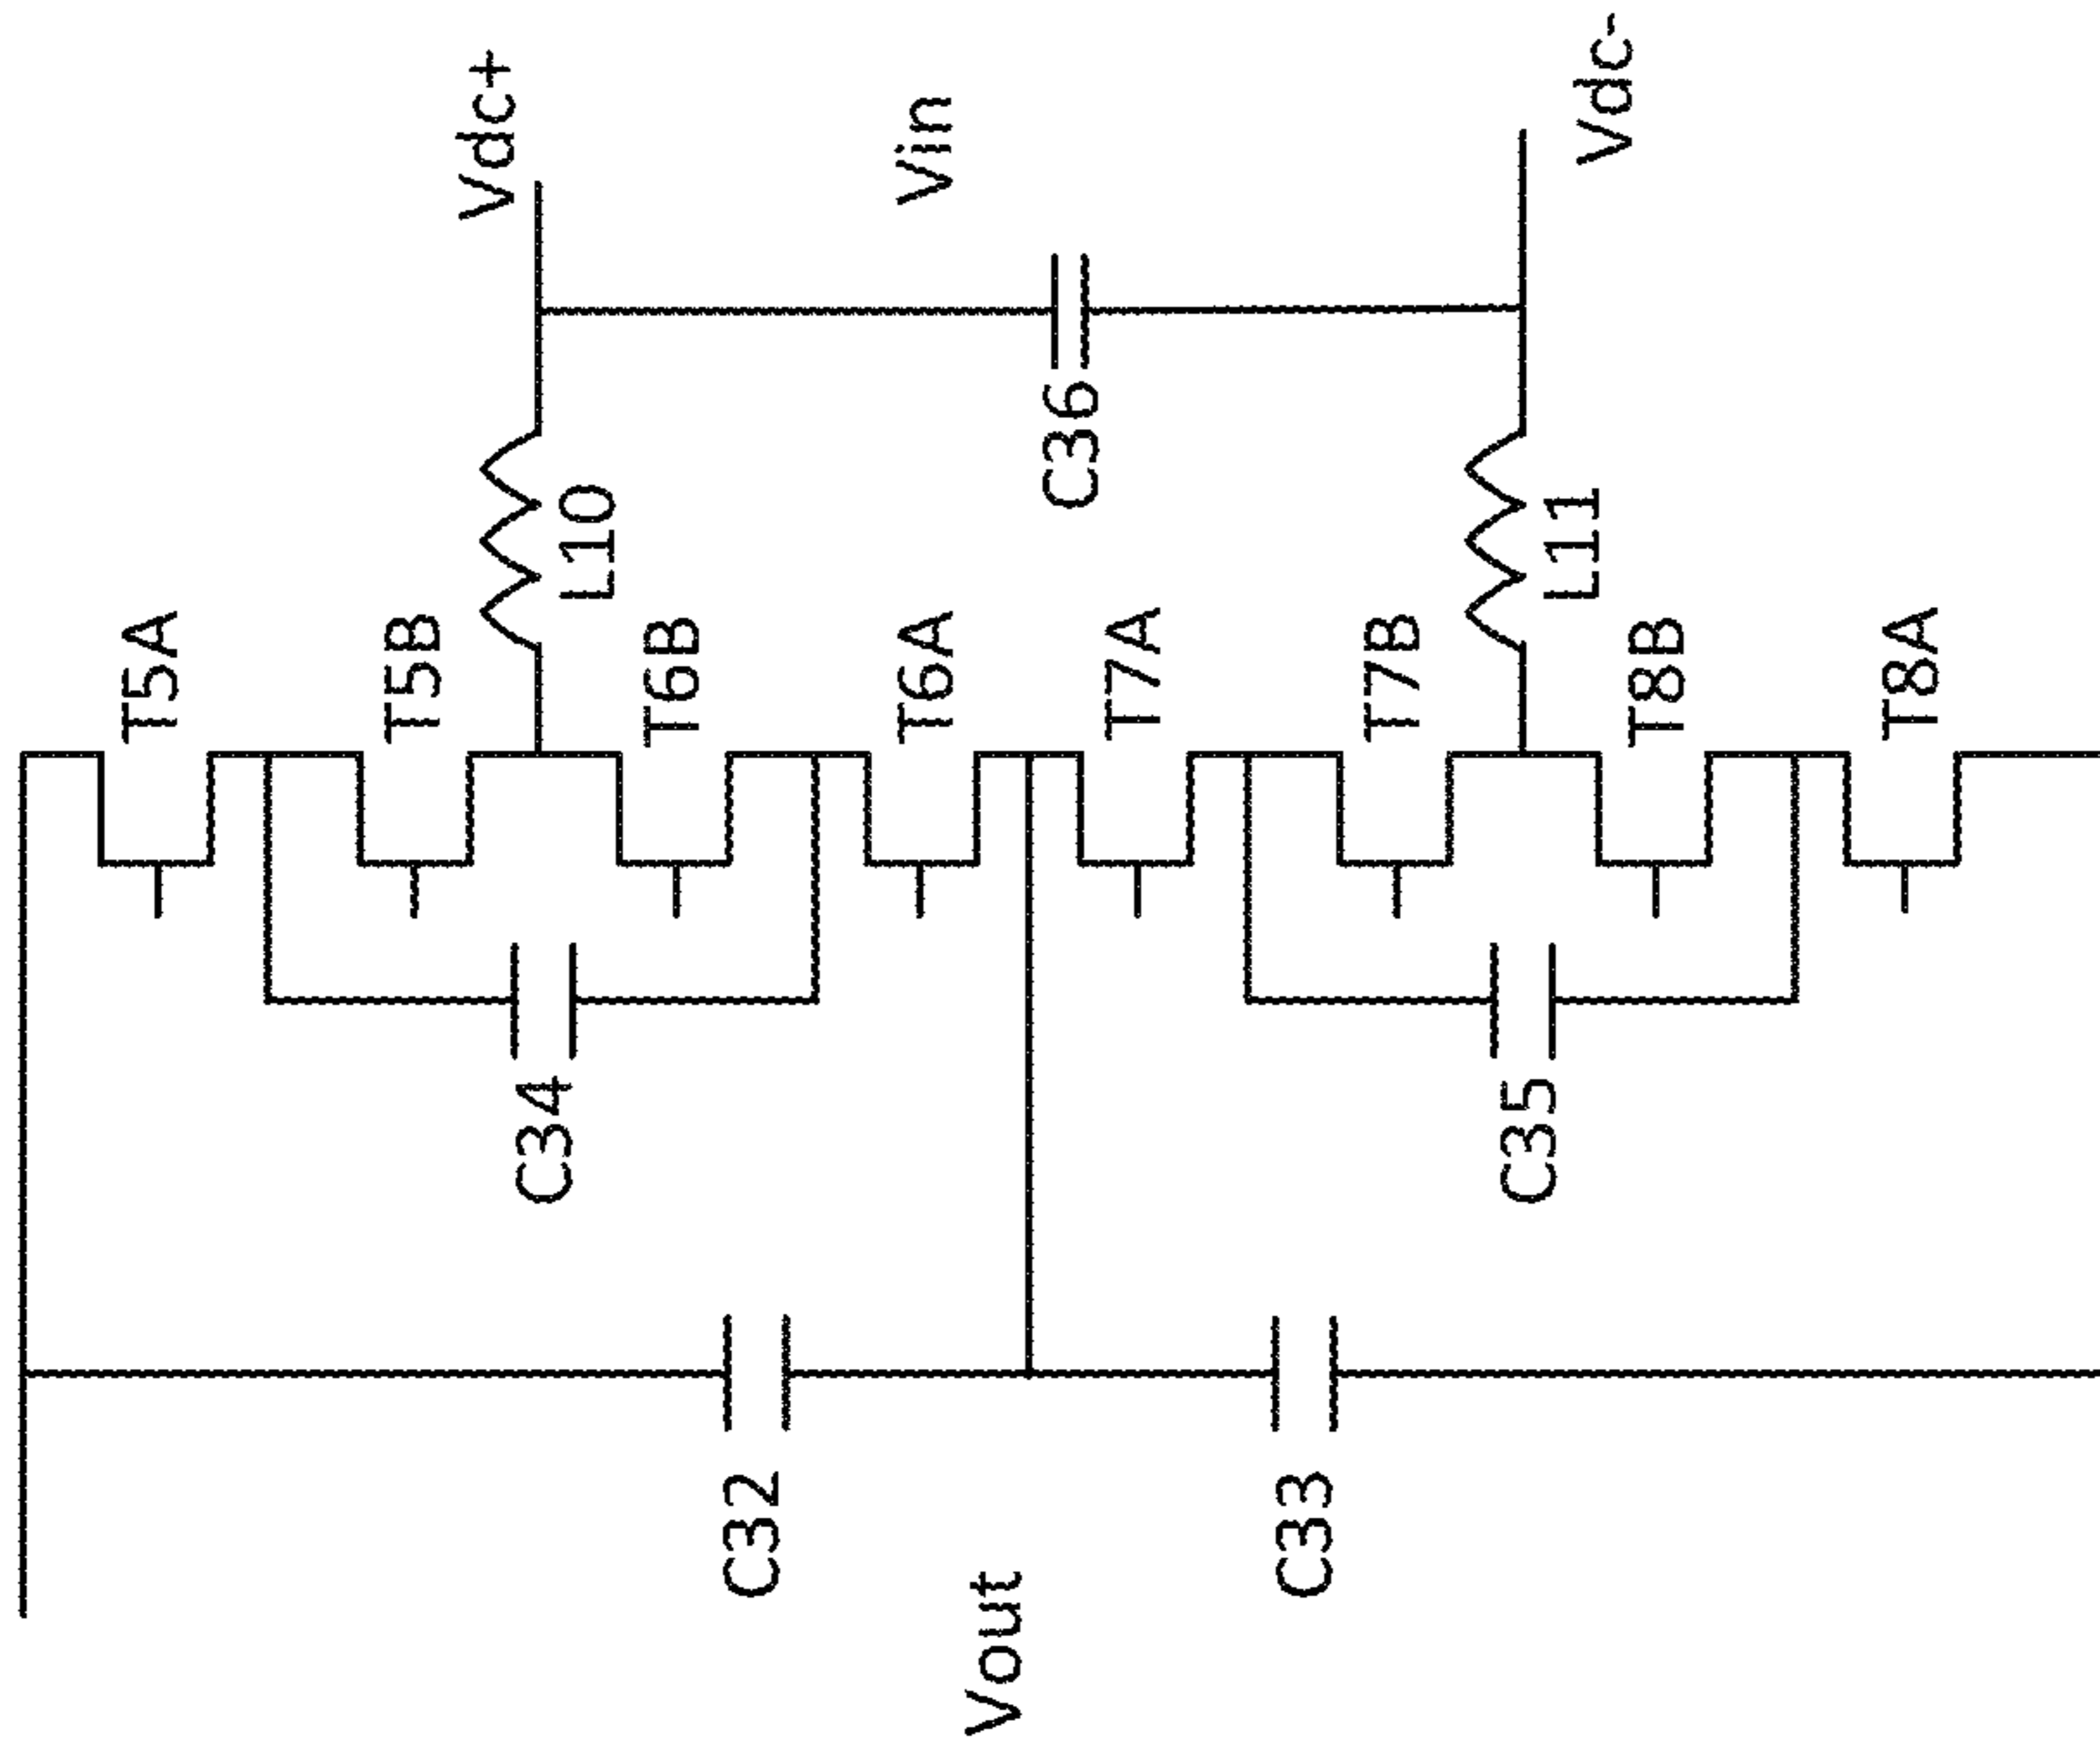 Vdc+
Vin
Vdc-
C36
L10
L11
T5A
T5B
T6B
T6A
T7A
T7B
T8B
T8A
C34
C35
C32
C33
Vout